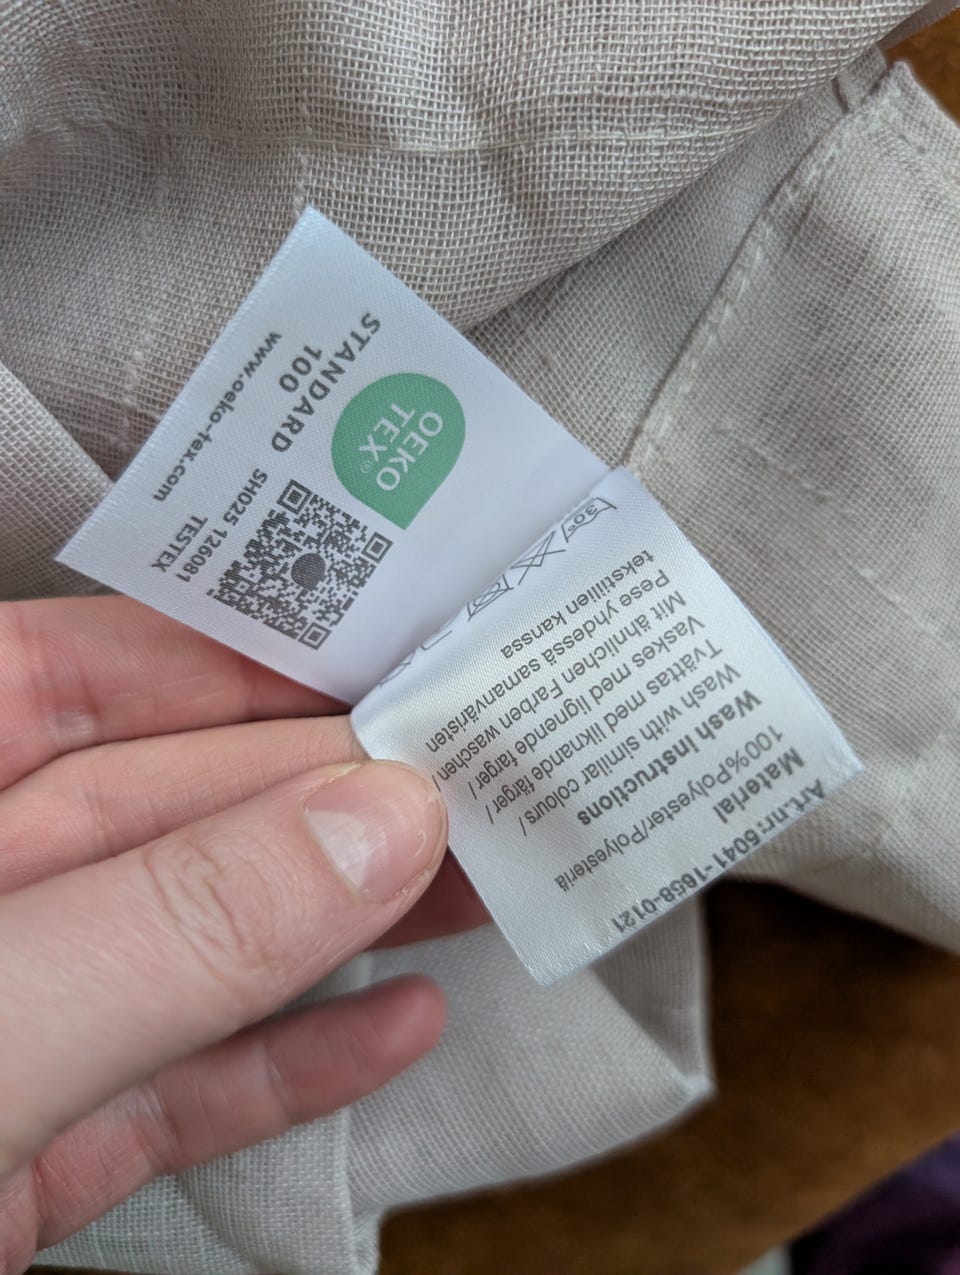 OEKO
TEX®
STANDARD
100
SH025 126081
TESTEX
www.oeko-tex.com
Art.nr:5041-1658-0121
Material
100%Polyester/Polyesteriä
Wash instructions
Wash with similar colours/
Tvättas med liknande färger/
Vaskes med lignende farger/
Mit ähnlichen Farben waschen/
Pese yhdessä samanväristen
tekstiilien kanssa
30°